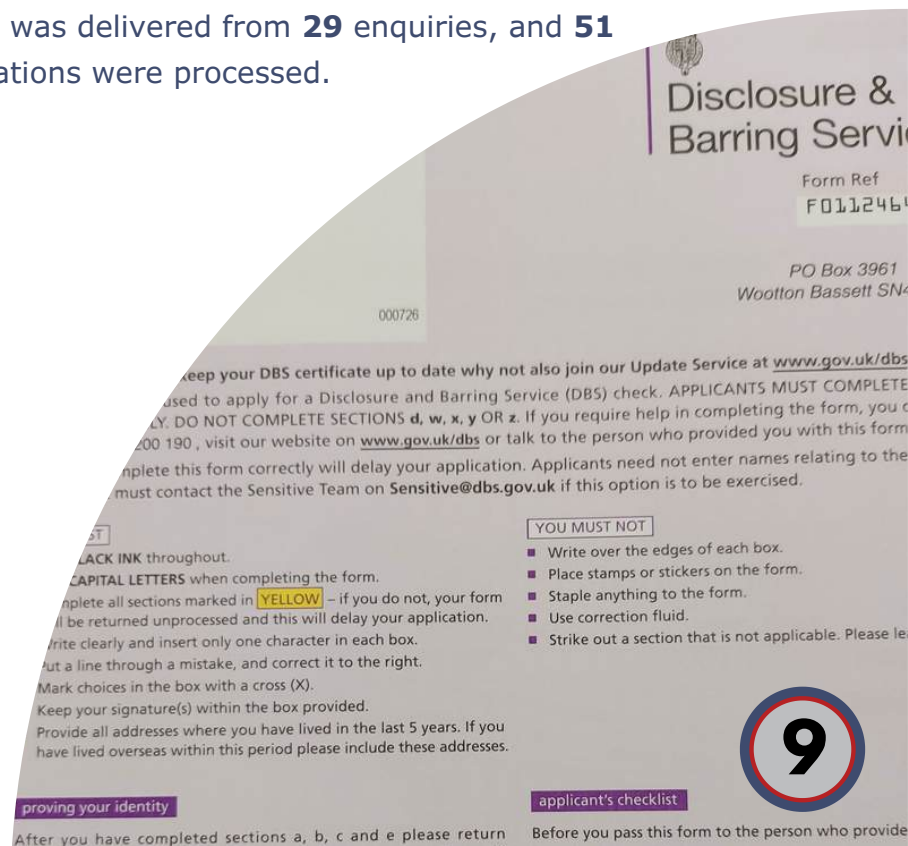 was delivered from 29 enquiries, and 51
ations were processed.
Disclosure &
Barring Servi
Form Ref
F0112464
PO Box 3961
Wootton Bassett SN4
000726
keep your DBS certificate up to date why not also join our Update Service at www.gov.uk/dbs
used to apply for a Disclosure and Barring Service (DBS) check. APPLICANTS MUST COMPLETE
LY. DO NOT COMPLETE SECTIONS d, w, x, y OR z. If you require help in completing the form, you
200 190 , visit our website on www.gov.uk/dbs or talk to the person who provided you with this form
mplete this form correctly will delay your application. Applicants need not enter names relating to the
must contact the Sensitive Team on Sensitive@dbs.gov.uk if this option is to be exercised.
ST
LACK INK throughout.
CAPITAL LETTERS when completing the form.
mplete all sections marked in YELLOW – if you do not, your form
ll be returned unprocessed and this will delay your application.
Write clearly and insert only one character in each box.
Put a line through a mistake, and correct it to the right.
Mark choices in the box with a cross (X).
Keep your signature(s) within the box provided.
Provide all addresses where you have lived in the last 5 years. If you
have lived overseas within this period please include these addresses.
YOU MUST NOT
Write over the edges of each box.
Place stamps or stickers on the form.
Staple anything to the form.
Use correction fluid.
Strike out a section that is not applicable. Please lea
proving your identity
After you have completed sections a, b, c and e please return
applicant's checklist
Before you pass this form to the person who provide
9